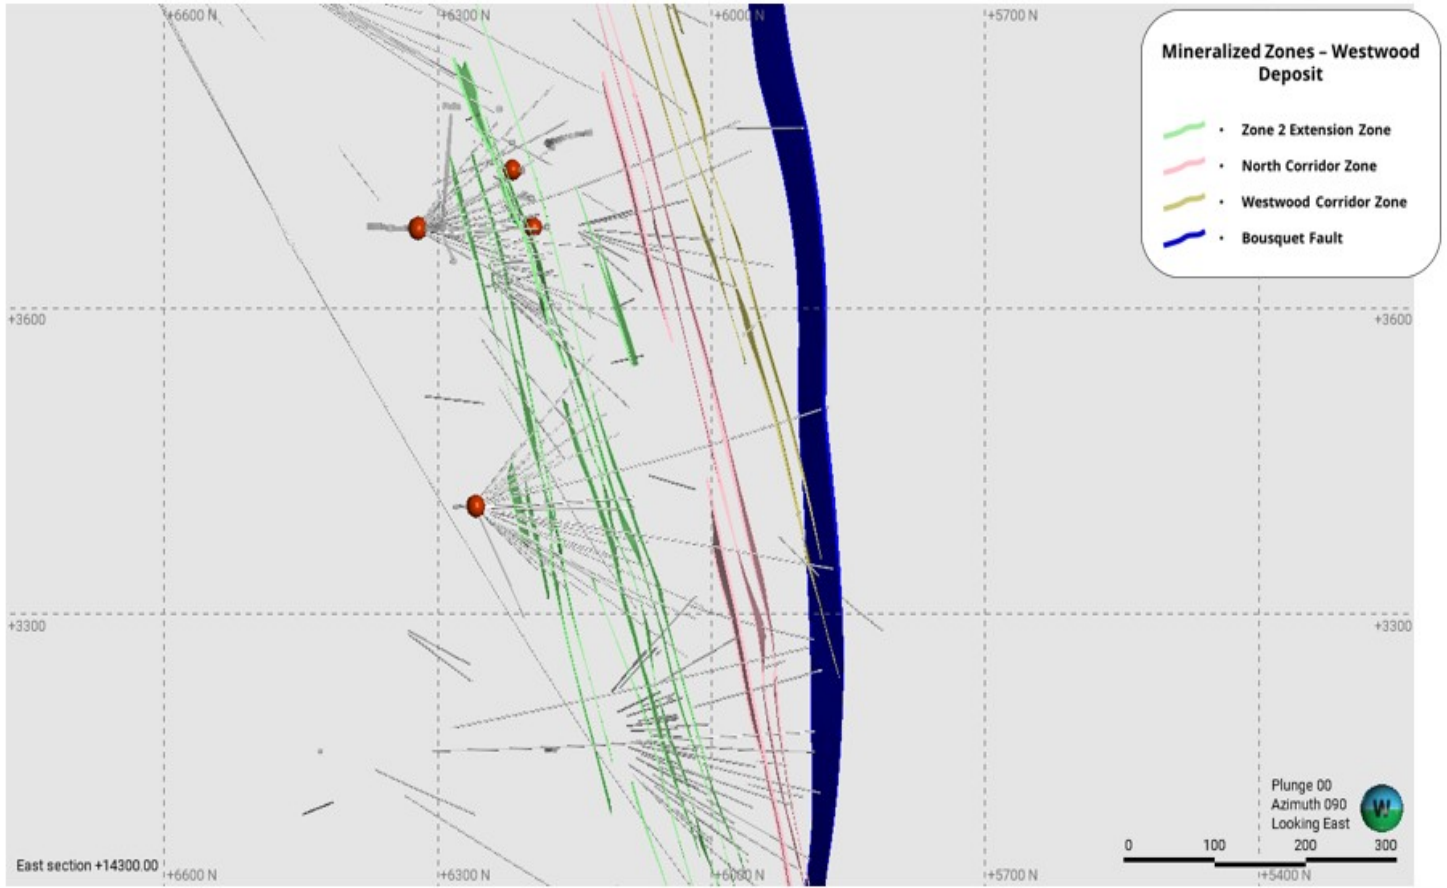 +6600 N
+6300 N
+6000 N
+5700 N
Mineralized Zones – Westwood
Deposit
• Zone 2 Extension Zone
• North Corridor Zone
• Westwood Corridor Zone
• Bousquet Fault
+3600
+3600
+3300
+3300
Plunge 00
Azimuth 090
Looking East
W
0 100 200 300
East section +14300.00
+6600 N
+6300 N
+6000 N
+5700 N
+5400 N